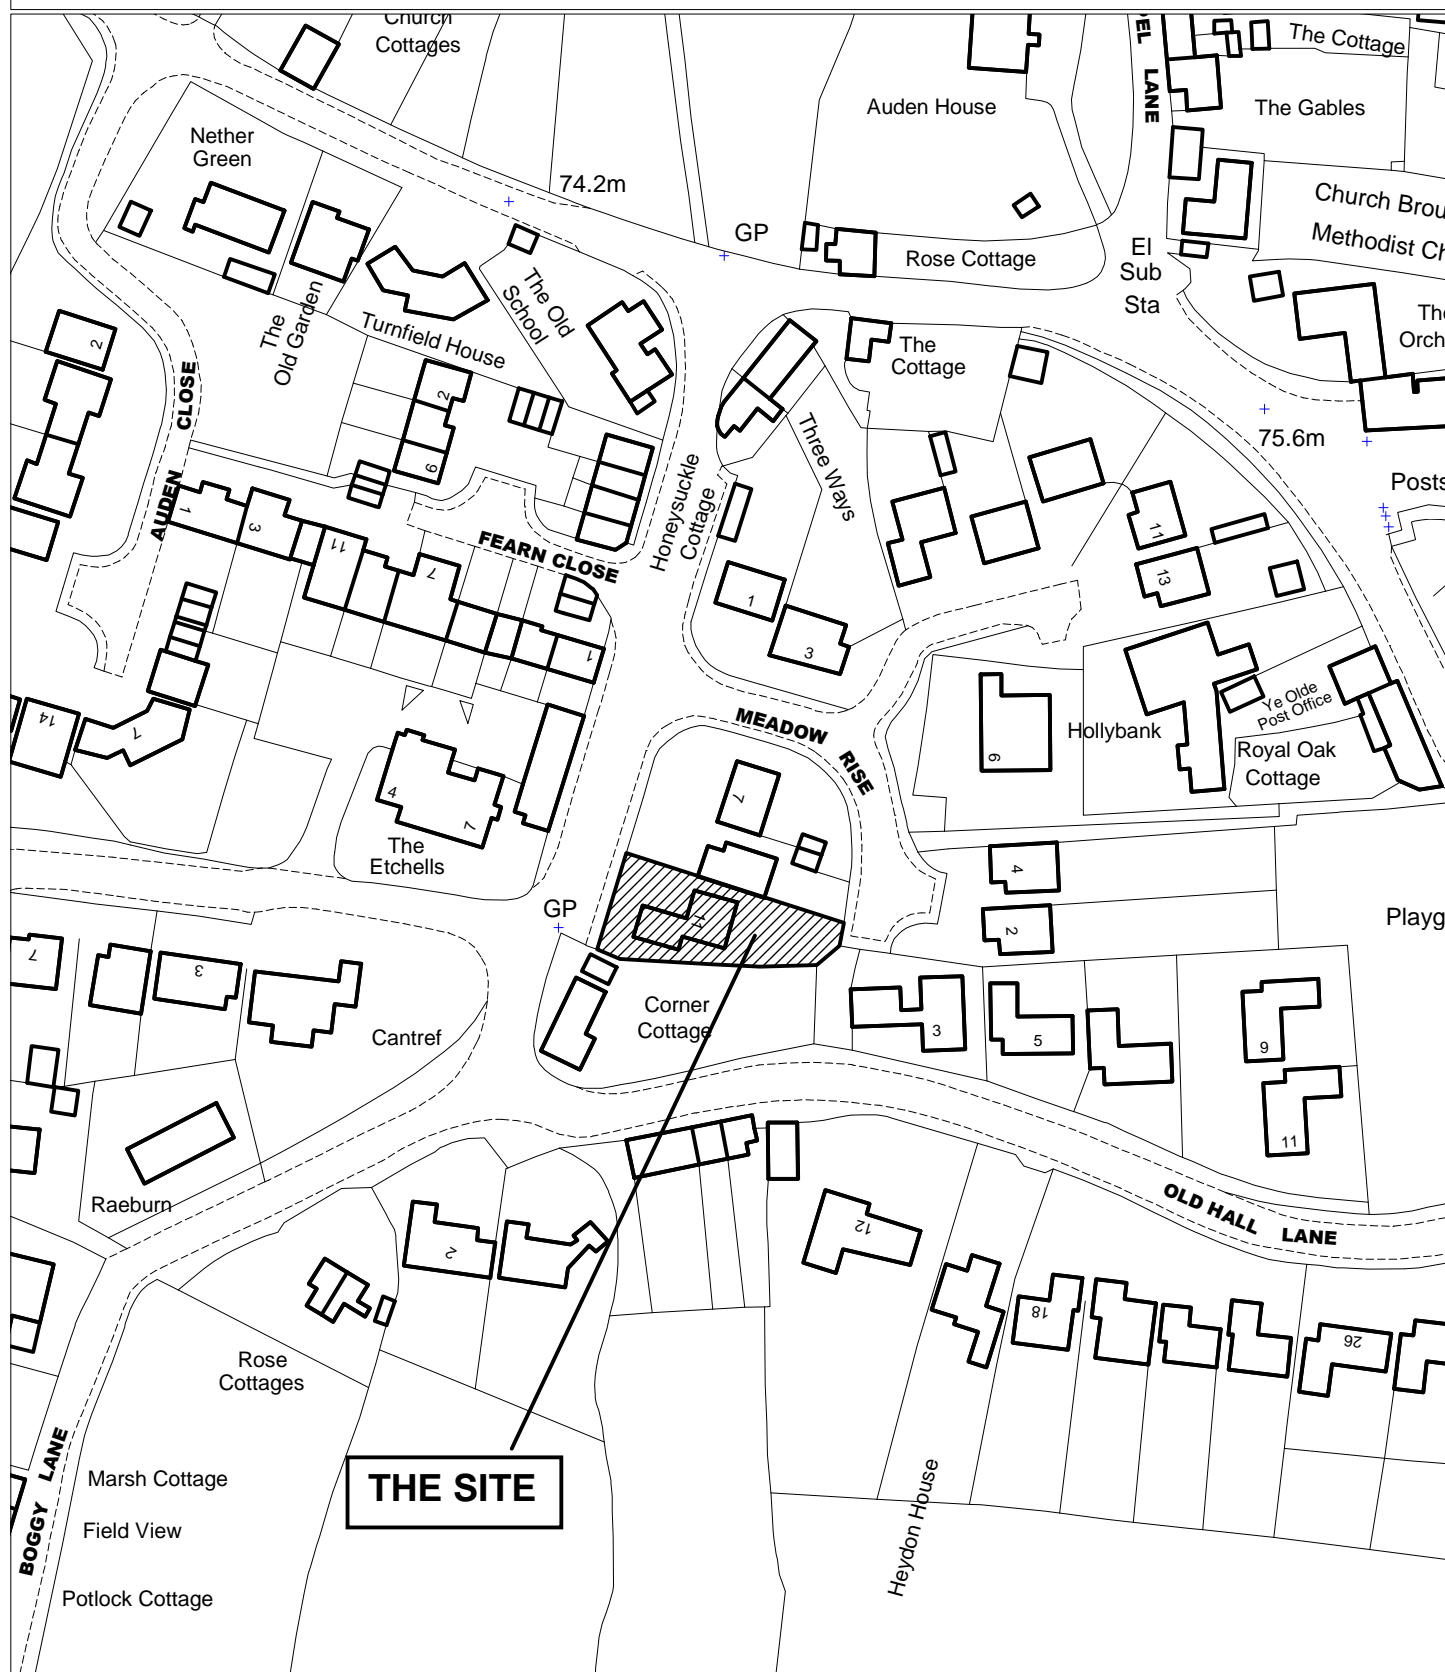 Church
Cottages
LANE
The Cottage
Auden House
The Gables
Nether
Green
74.2m
GP
Rose Cottage
El
Sub
Sta
Church Brou
Methodist Ch
The
Orch
The Old
School
The
Old Garden
Turnfield House
The
Cottage
2
2
6
AUDEN CLOSE
75.6m
Posts
Three Ways
Honeysuckle
Cottage
1
3
11
7
FEARN CLOSE
1
1
3
11
13
MEADOW RISE
Ye Olde
Post Office
Hollybank
Royal Oak
Cottage
6
14
7
4
7
The
Etchells
7
4
2
GP
11
Playg
7
3
Cantref
Corner
Cottage
3
5
9
11
Raeburn
OLD HALL LANE
2
12
18
26
Rose
Cottages
THE SITE
Heydon House
BOGGY LANE
Marsh Cottage
Field View
Potlock Cottage